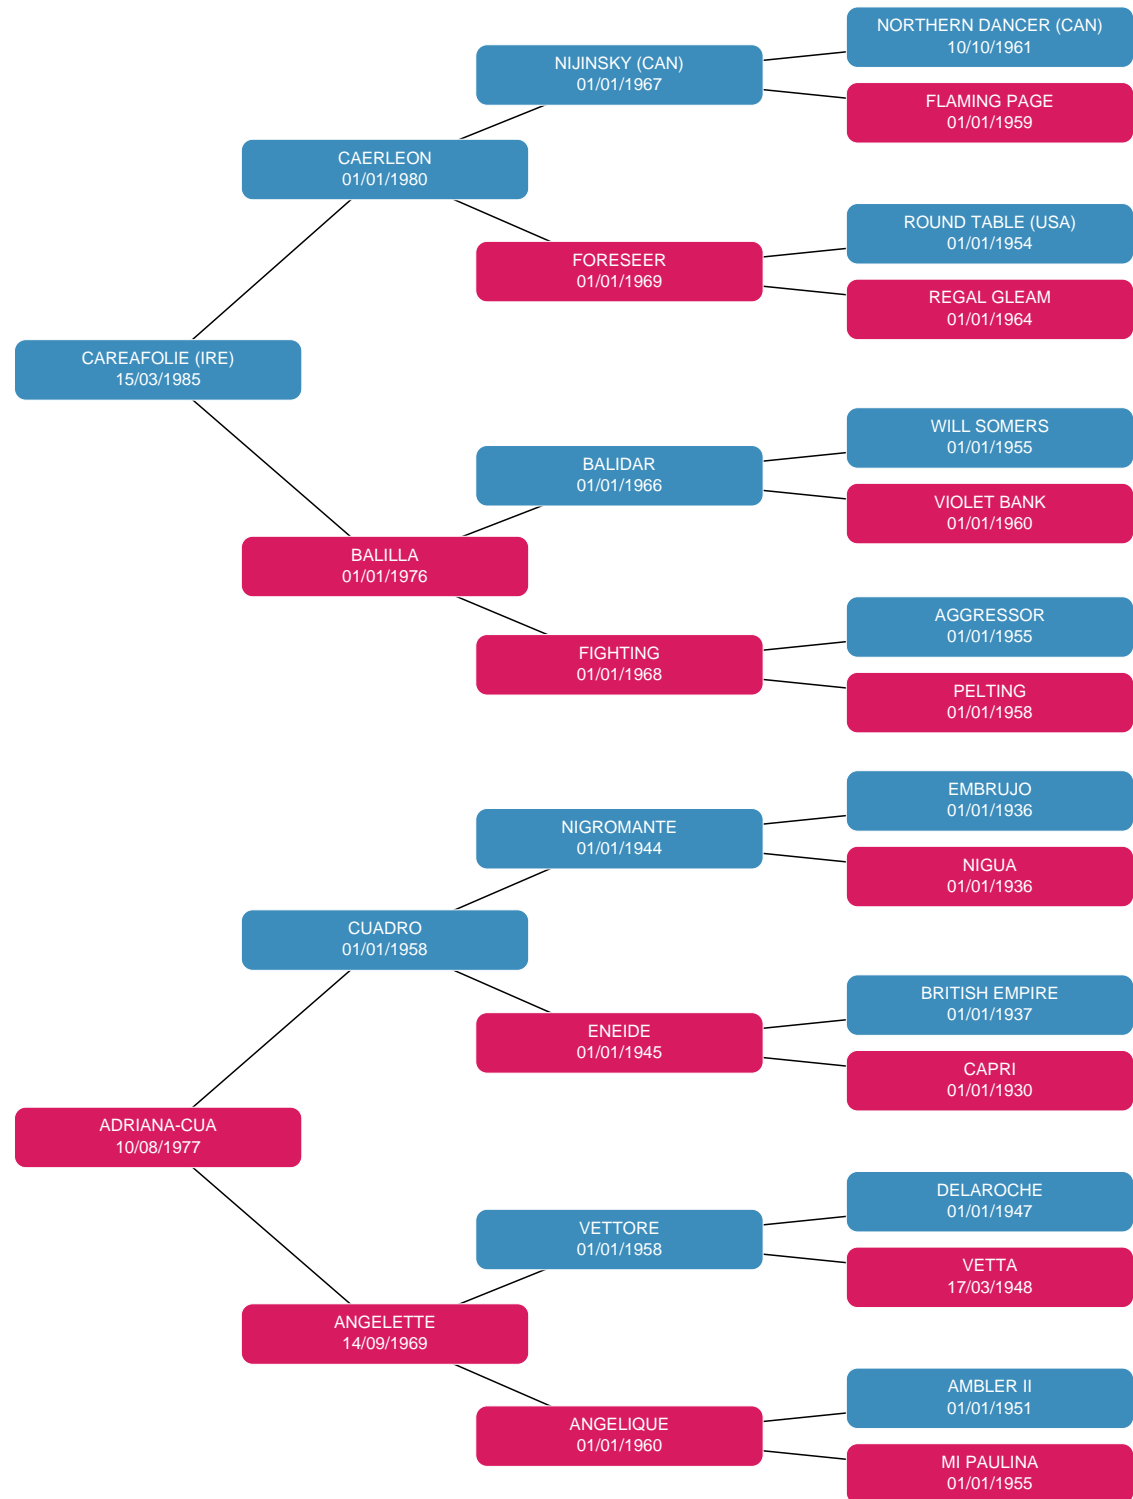 NORTHERN DANCER (CAN)
10/10/1961
NIJINSKY (CAN)
01/01/1967
FLAMING PAGE
01/01/1959
CAERLEON
01/01/1980
ROUND TABLE (USA)
01/01/1954
FORESEER
01/01/1969
REGAL GLEAM
01/01/1964
CAREAFOLIE (IRE)
15/03/1985
WILL SOMERS
01/01/1955
BALIDAR
01/01/1966
VIOLET BANK
01/01/1960
BALILLA
01/01/1976
AGGRESSOR
01/01/1955
FIGHTING
01/01/1968
PELTING
01/01/1958
EMBRUJO
01/01/1936
NIGROMANTE
01/01/1944
NIGUA
01/01/1936
CUADRO
01/01/1958
BRITISH EMPIRE
01/01/1937
ENEIDE
01/01/1945
CAPRI
01/01/1930
ADRIANA-CUA
10/08/1977
DELAROCHE
01/01/1947
VETTORE
01/01/1958
VETTA
17/03/1948
ANGELETTE
14/09/1969
AMBLER II
01/01/1951
ANGELIQUE
01/01/1960
MI PAULINA
01/01/1955